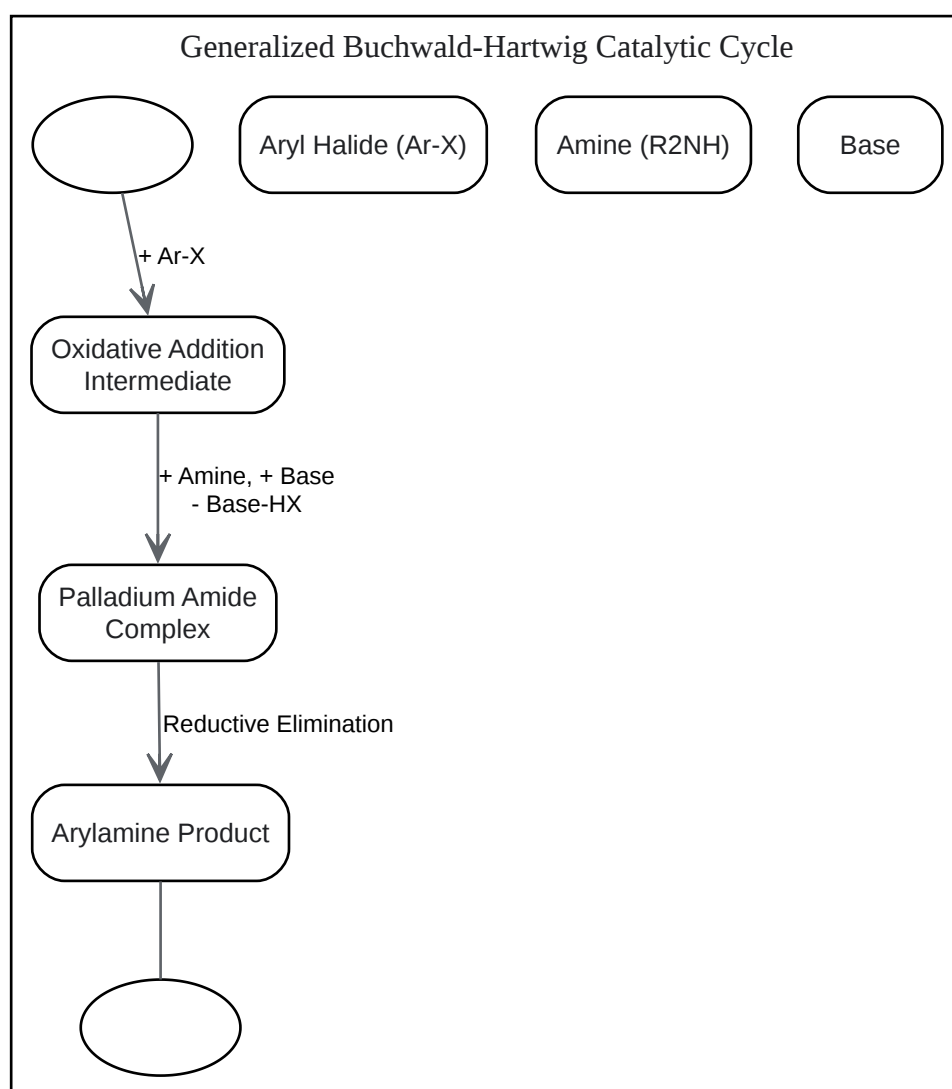 Generalized Buchwald-Hartwig Catalytic Cycle
Aryl Halide (Ar-X)
Amine (R2NH)
Base
+ Ar-X
Oxidative Addition
Intermediate
+ Amine, + Base
- Base-HX
Palladium Amide
Complex
Reductive Elimination
Arylamine Product